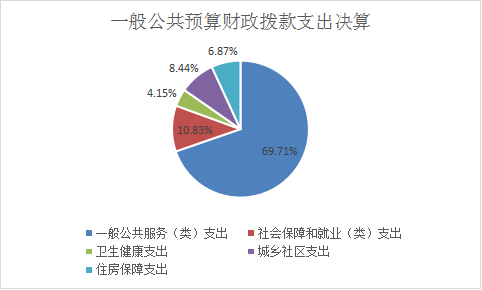 一般公共预算财政拨款支出决算
6.87%
8.44%
4.15%
10.83%
69.71%
一般公共服务（类）支出 社会保障和就业（类）支出
卫生健康支出 城乡社区支出
住房保障支出